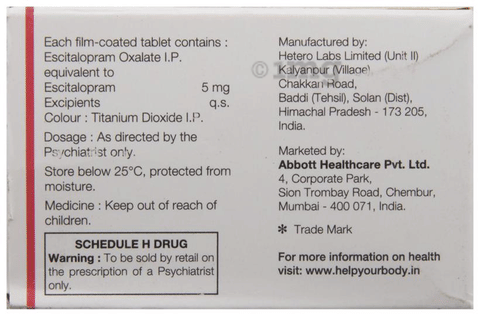 Each film-coated tablet contains :
Escitalopram Oxalate I.P.
equivalent to
Escitalopram 5 mg
Excipients q.s.
Colour : Titanium Dioxide I.P.
Dosage : As directed by the
Psychiatrist only.
Store below 25°C, protected from
moisture.
Medicine : Keep out of reach of
children.
SCHEDULE H DRUG
Warning : To be sold by retail on
the prescription of a Psychiatrist
only.
Manufactured by:
Hetero Labs Limited (Unit II)
Kalyanpur (Village)
Chakkan Road,
Baddi (Tehsil), Solan (Dist),
Himachal Pradesh - 173 205,
India.
Marketed by:
Abbott Healthcare Pvt. Ltd.
4, Corporate Park,
Sion Trombay Road, Chembur,
Mumbai - 400 071, India.
* Trade Mark
For more information on health
visit: www.helpyourbody.in